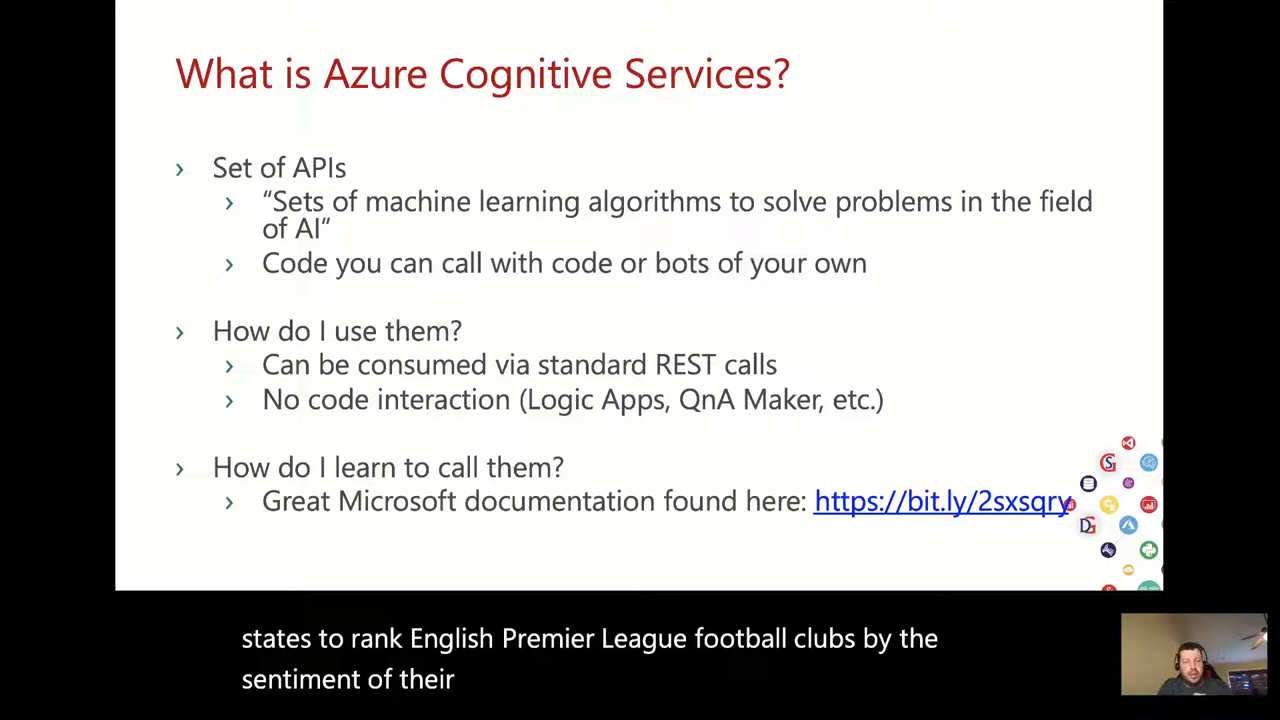 What is Azure Cognitive Services?
› Set of APIs
› “Sets of machine learning algorithms to solve problems in the field
of AI”
› Code you can call with code or bots of your own
› How do I use them?
› Can be consumed via standard REST calls
› No code interaction (Logic Apps, QnA Maker, etc.)
› How do I learn to call them?
› Great Microsoft documentation found here: https://bit.ly/2sxsqry
SG
DG
states to rank English Premier League football clubs by the
sentiment of their